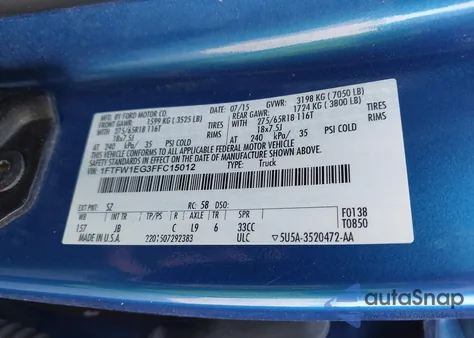 MFD. BY FORD MOTOR CO. 07/15 GVWR: 3198 KG ( 7050 LB)
FRONT GAWR: 1599 KG ( 3525 LB) REAR GAWR: 1724 KG ( 3800 LB)
275/65R18 116T 275/65R18 116T
18x7.5J 18x7.5J
AT 240 kPa/ 35 PSI COLD AT 240 kPa/ 35 PSI COLD
THIS VEHICLE CONFORMS TO ALL APPLICABLE FEDERAL MOTOR VEHICLE
SAFETY STANDARDS IN EFFECT ON THE DATE OF MANUFACTURE SHOWN ABOVE.
VIN: 1FTFW1EG3FFC15012 TYPE: Truck
EXT PNT: SZ RC: 5B DSO:
WB INT TR TP/PS R AXLE TR SPR F0138
157 JB C L9 6 33CC T0850
MADE IN U.S.A. 2201507292383 ULC 5U5A-3520472-AA
autoSnap